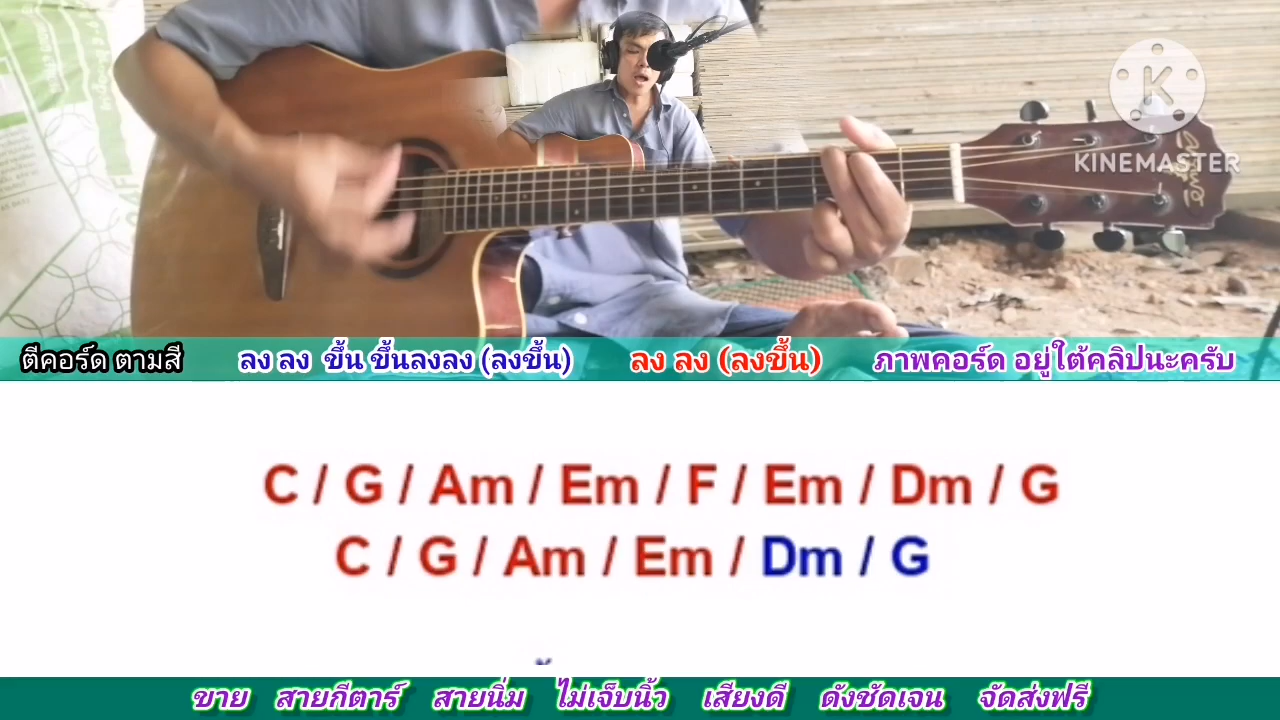 K
KINEMASTER
ตีคอร์ด ตามสี ลง ลง ขึ้น ขึ้นลงลง (ลงขึ้น) ลง ลง (ลงขึ้น) ภาพคอร์ด อยู่ใต้คลิปนะครับ
C / G / Am / Em / F / Em / Dm / G
C / G / Am / Em / Dm / G
ขาย สายกีตาร์ สายนิ่ม ไม่เจ็บนิ้ว เสียงดี ดังชัดเจน จัดส่งฟรี